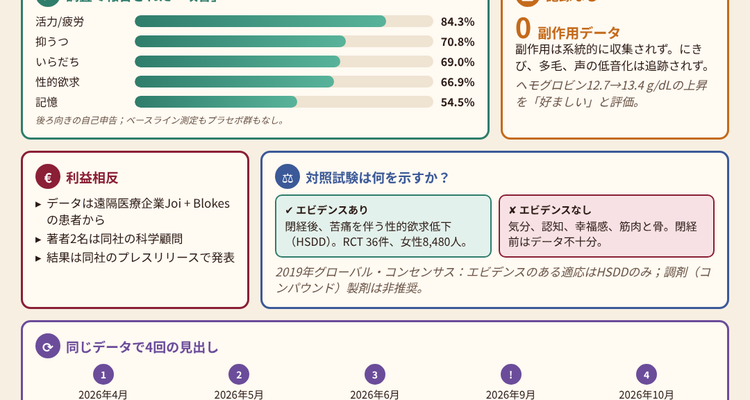 活力/疲労 84.3%
抑うつ 70.8%
いらだち 69.0%
性的欲求 66.9%
記憶 54.5%
後ろ向きの自己申告；ベースライン測定もプラセボ群もなし。
0 副作用データ
副作用は系統的に収集されず。にき
び、多毛、声の低音化は追跡されず。
ヘモグロビン12.7→13.4 g/dLの上昇
を「好ましい」と評価。
€ 利益相反
▸ データは遠隔医療企業Joi + Blokes
の患者から
▸ 著者2名は同社の科学顧問
▸ 結果は同社のプレスリリースで発表
⚖ 対照試験は何を示すか？
✔ エビデンスあり
閉経後、苦痛を伴う性的欲求低下
（HSDD）。RCT 36件、女性8,480人。
✘ エビデンスなし
気分、認知、幸福感、筋肉と骨。閉経
前はデータ不十分。
2019年グローバル・コンセンサス：エビデンスのある適応はHSDDのみ；調剤（コ
ンパウンド）製剤は非推奨。
⟳ 同じデータで4回の見出し
1 2 3 ! 4
2026年4月 2026年5月 2026年6月 2026年9月 2026年10月